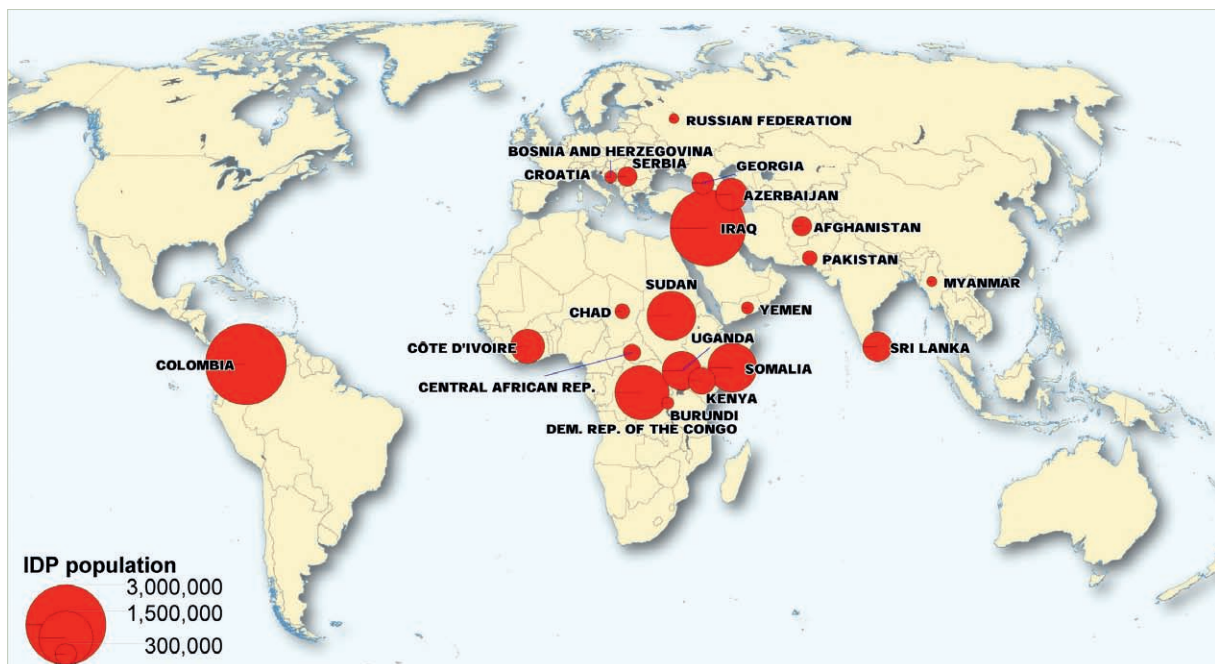 RUSSIAN FEDERATION
BOSNIA AND HERZEGOVINA
SERBIA
CROATIA
GEORGIA
AZERBAIJAN
IRAQ
AFGHANISTAN
PAKISTAN
MYANMAR
SUDAN
CHAD
YEMEN
UGANDA
CÔTE D'IVOIRE
SRI LANKA
COLOMBIA
SOMALIA
CENTRAL AFRICAN REP.
KENYA
BURUNDI
DEM. REP. OF THE CONGO
IDP population
3,000,000
1,500,000
300,000